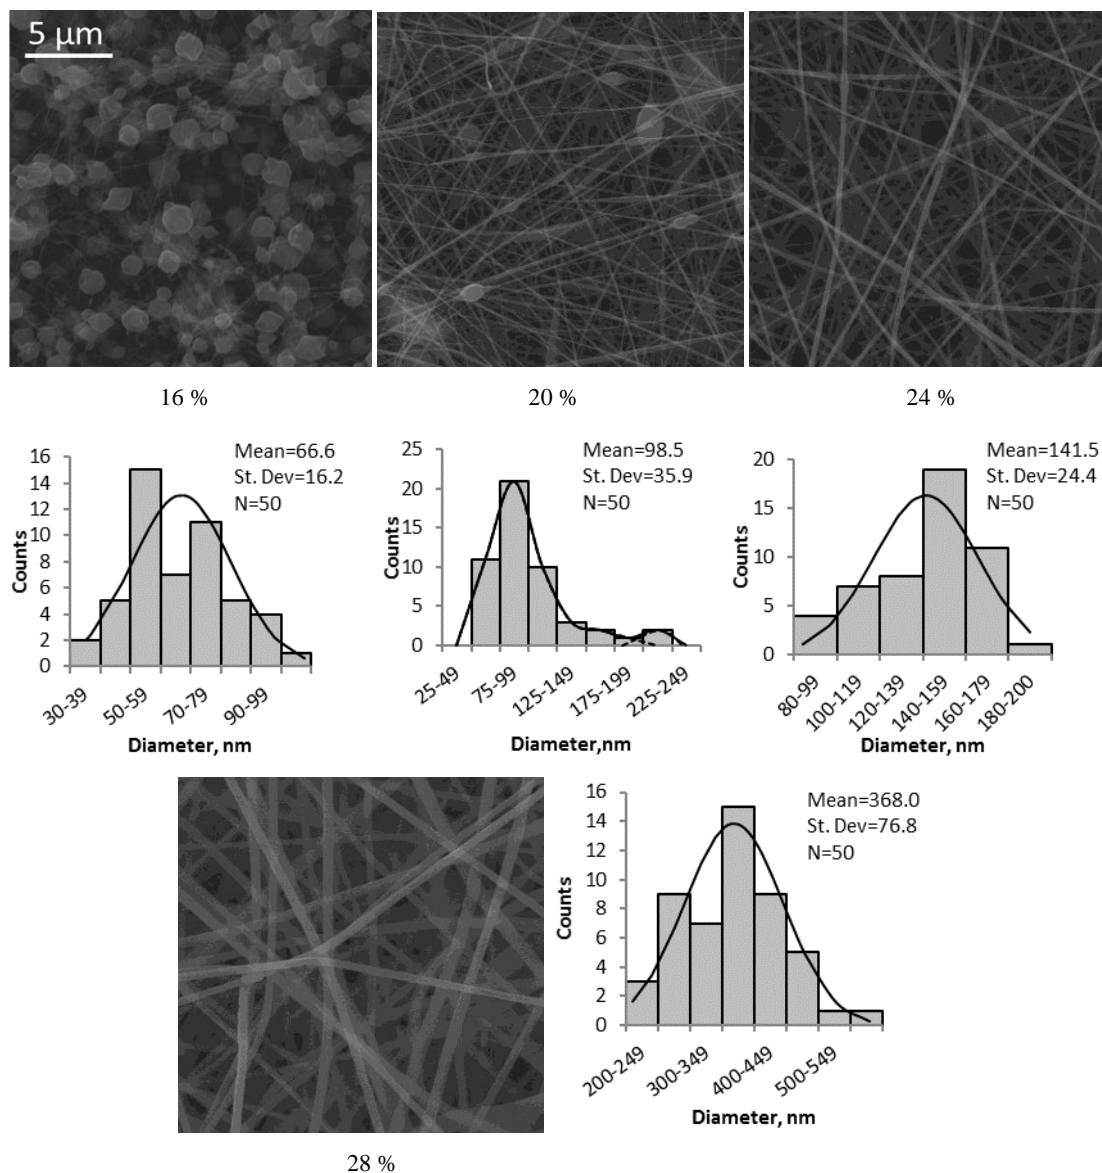 5 µm
16 %
20 %
24 %
Mean=66.6
St. Dev=16.2
N=50
Counts
16
14
12
10
8
6
4
2
0
30-39
50-59
70-79
90-99
Diameter, nm
Mean=98.5
St. Dev=35.9
N=50
Counts
25
20
15
10
5
0
25-49
75-99
125-149
175-199
225-249
Diameter,nm
Mean=141.5
St. Dev=24.4
N=50
Counts
20
15
10
5
0
80-99
100-119
120-139
140-159
160-179
180-200
Diameter, nm
Mean=368.0
St. Dev=76.8
N=50
Counts
16
14
12
10
8
6
4
2
0
200-249
300-349
400-449
500-549
Diameter, nm
28 %